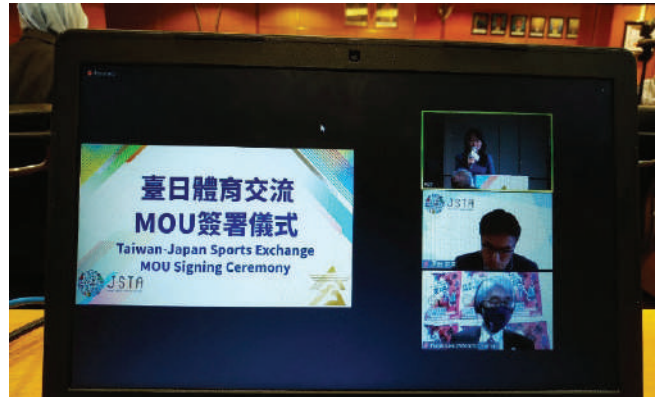 臺日體育交流
MOU簽署儀式
Taiwan-Japan Sports Exchange
MOU Signing Ceremony
JSTA
JSTA